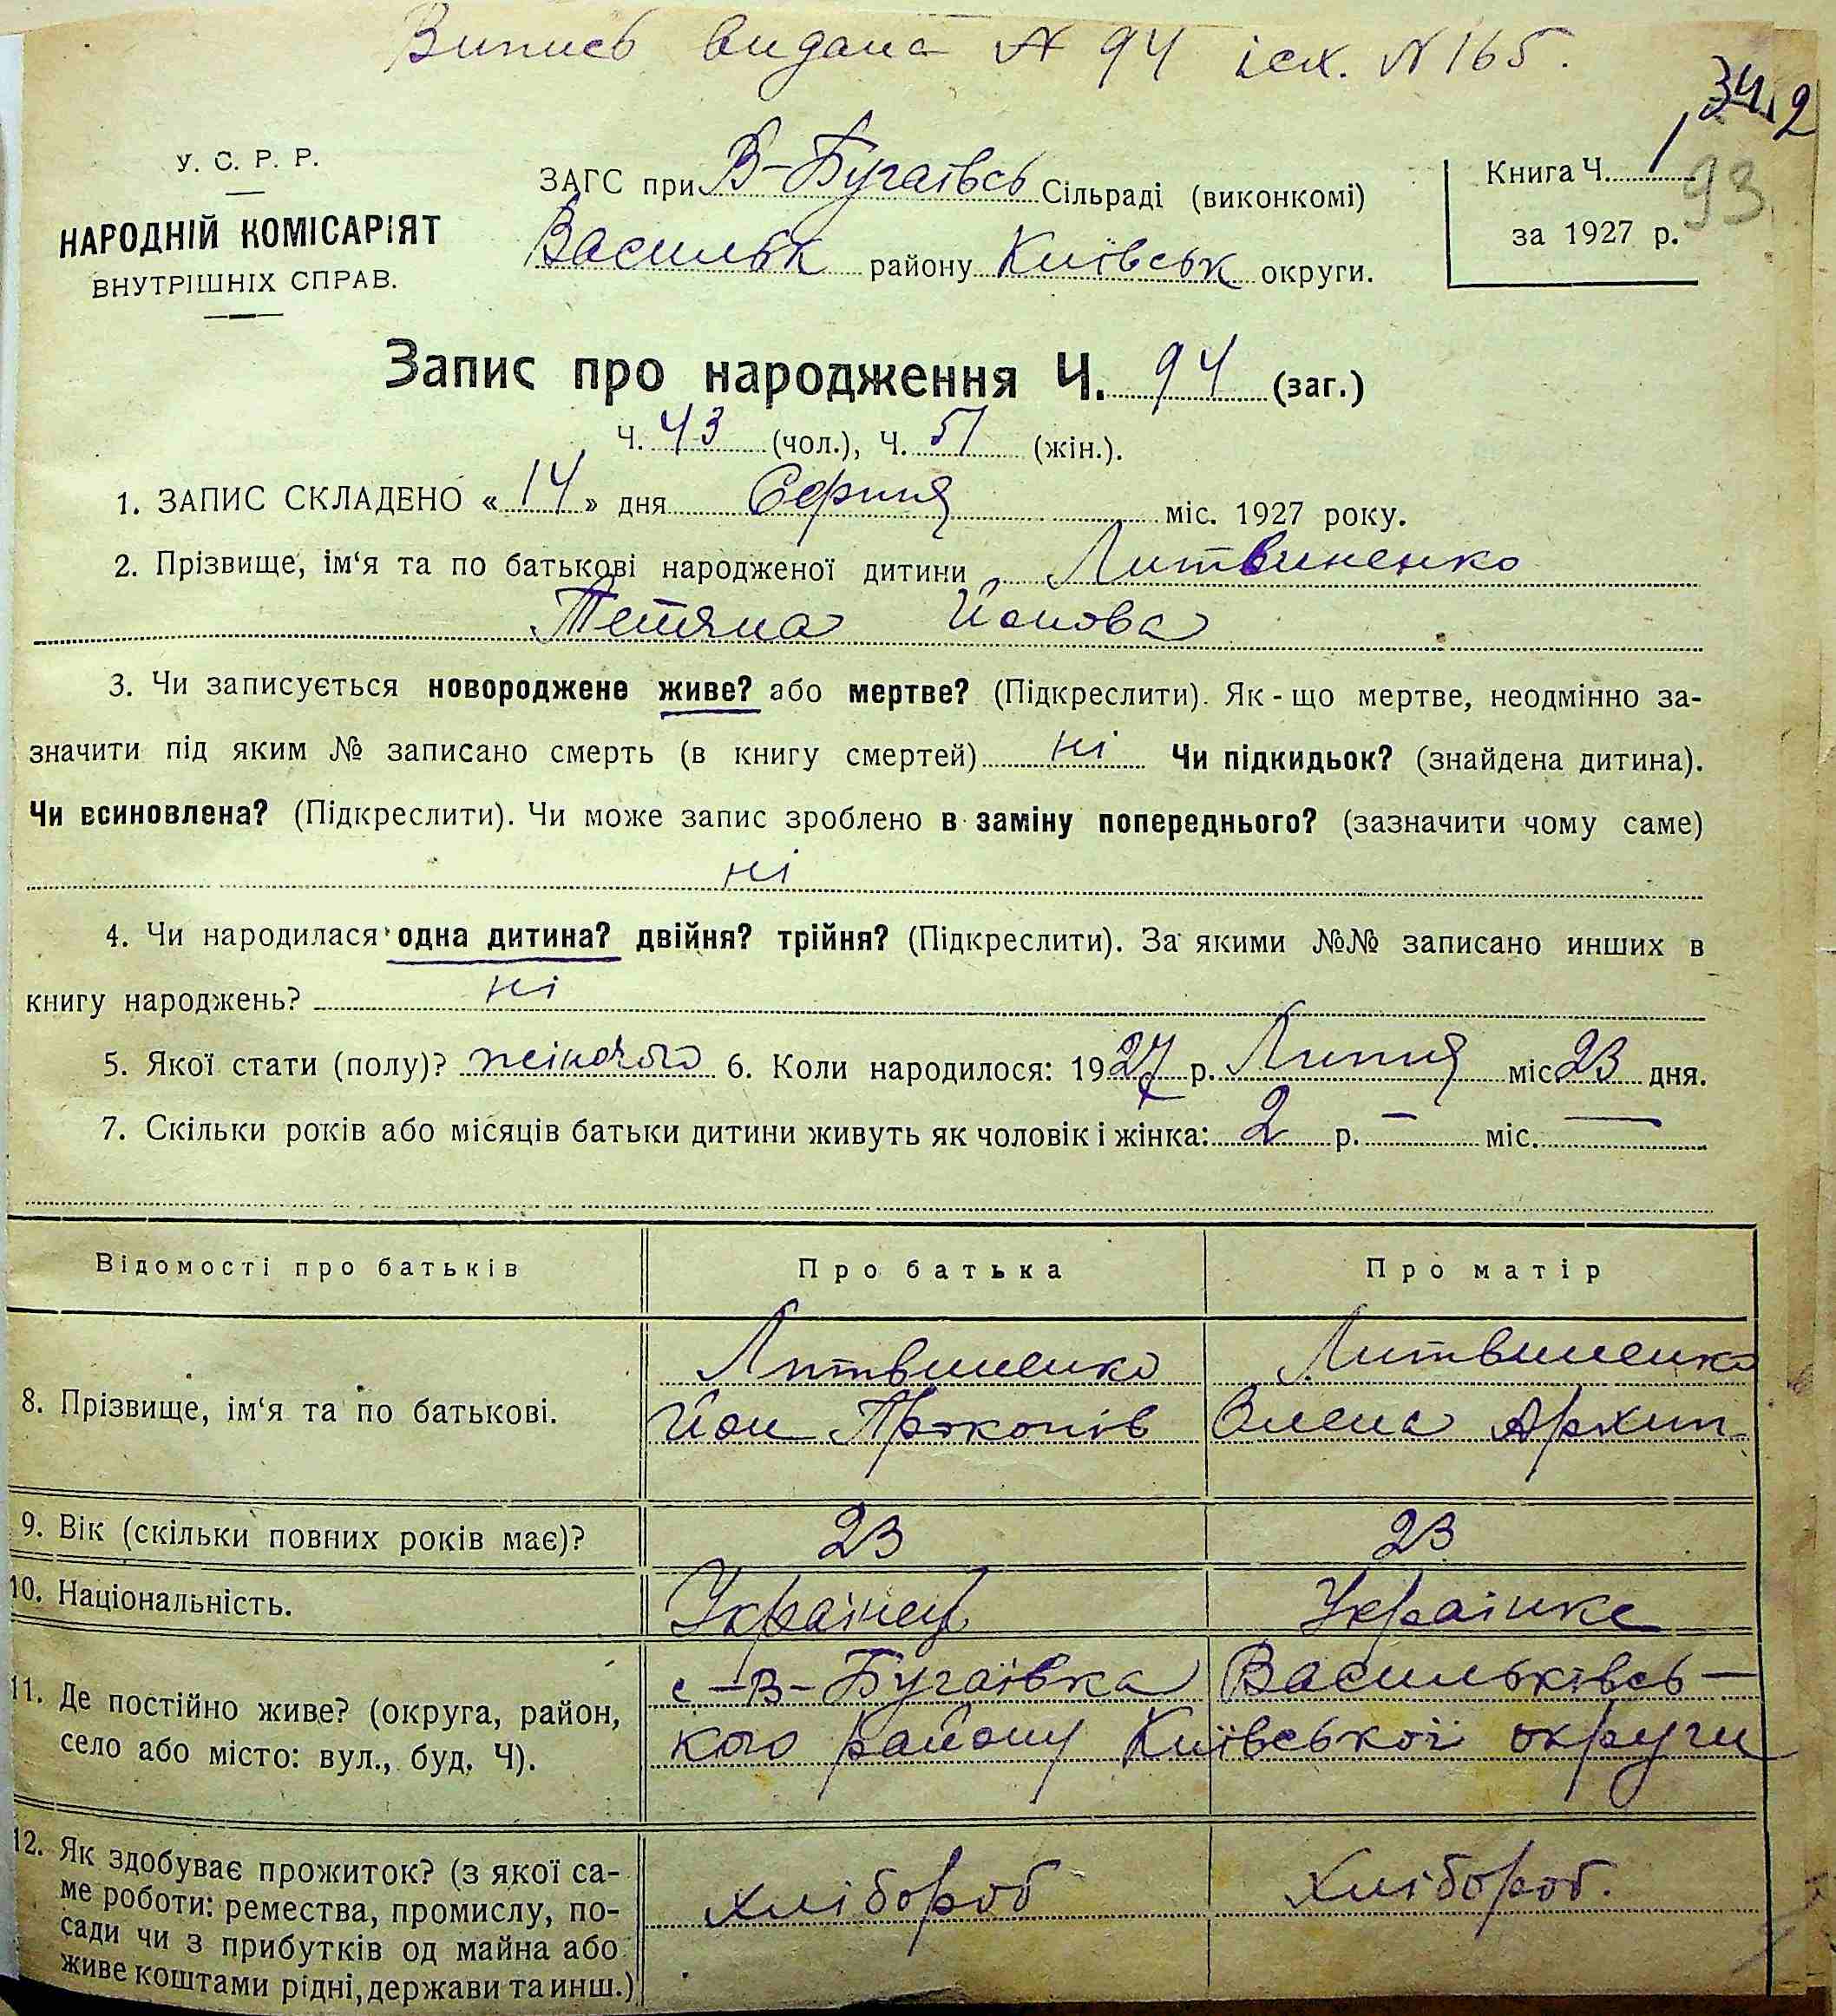 Випись видана № 94 ісх. № 165.
34.2
93
У. С. Р. Р.
НАРОДНІЙ КОМІСАРІЯТ
ВНУТРІШНІХ СПРАВ.
ЗАГС при В-Бугаївсь Сільраді (виконкомі)
Васильк району Київськ округи.
Книга Ч. 1
за 1927 р.
Запис про народження Ч. 94 (заг.)
Ч. 43 (чол.), Ч. 51 (жін.).
1. ЗАПИС СКЛАДЕНО «14» дня Серпня міс. 1927 року.
2. Прізвище, ім‘я та по батькові народженої дитини Литвиненко
Тетяна Йонова
3. Чи записується новороджене живе? або мертве? (Підкреслити). Як-що мертве, неодмінно за-
значити під яким № записано смерть (в книгу смертей) ні Чи підкидьок? (знайдена дитина).
Чи всиновлена? (Підкреслити). Чи може запис зроблено в заміну попереднього? (зазначити чому саме)
ні
4. Чи народилася одна дитина? двійня? трійня? (Підкреслити). За якими №№ записано инших в
книгу народжень? ні
5. Якої стати (полу)? жіночого 6. Коли народилося: 1927 р. Липня міс. 23 дня.
7. Скільки років або місяців батьки дитини живуть як чоловік і жінка: 2 р. — міс. —
Відомості про батьків Про батька Про матір
8. Прізвище, ім‘я та по батькові. Литвиненко Литвиненко
Йон Прокопів Олена Архип
9. Вік (скільки повних років має)? 23 23
10. Національність. Українец Українка
11. Де постійно живе? (округа, район, с-В-Бугаївка Васильківсь-
село або місто: вул., буд. Ч). кого району Київської округи
12. Як здобуває прожиток? (з якої са-
ме роботи: ремества, промислу, по- хлібороб хлібороб.
сади чи з прибутків од майна або
живе коштами рідні, держави та инш.)